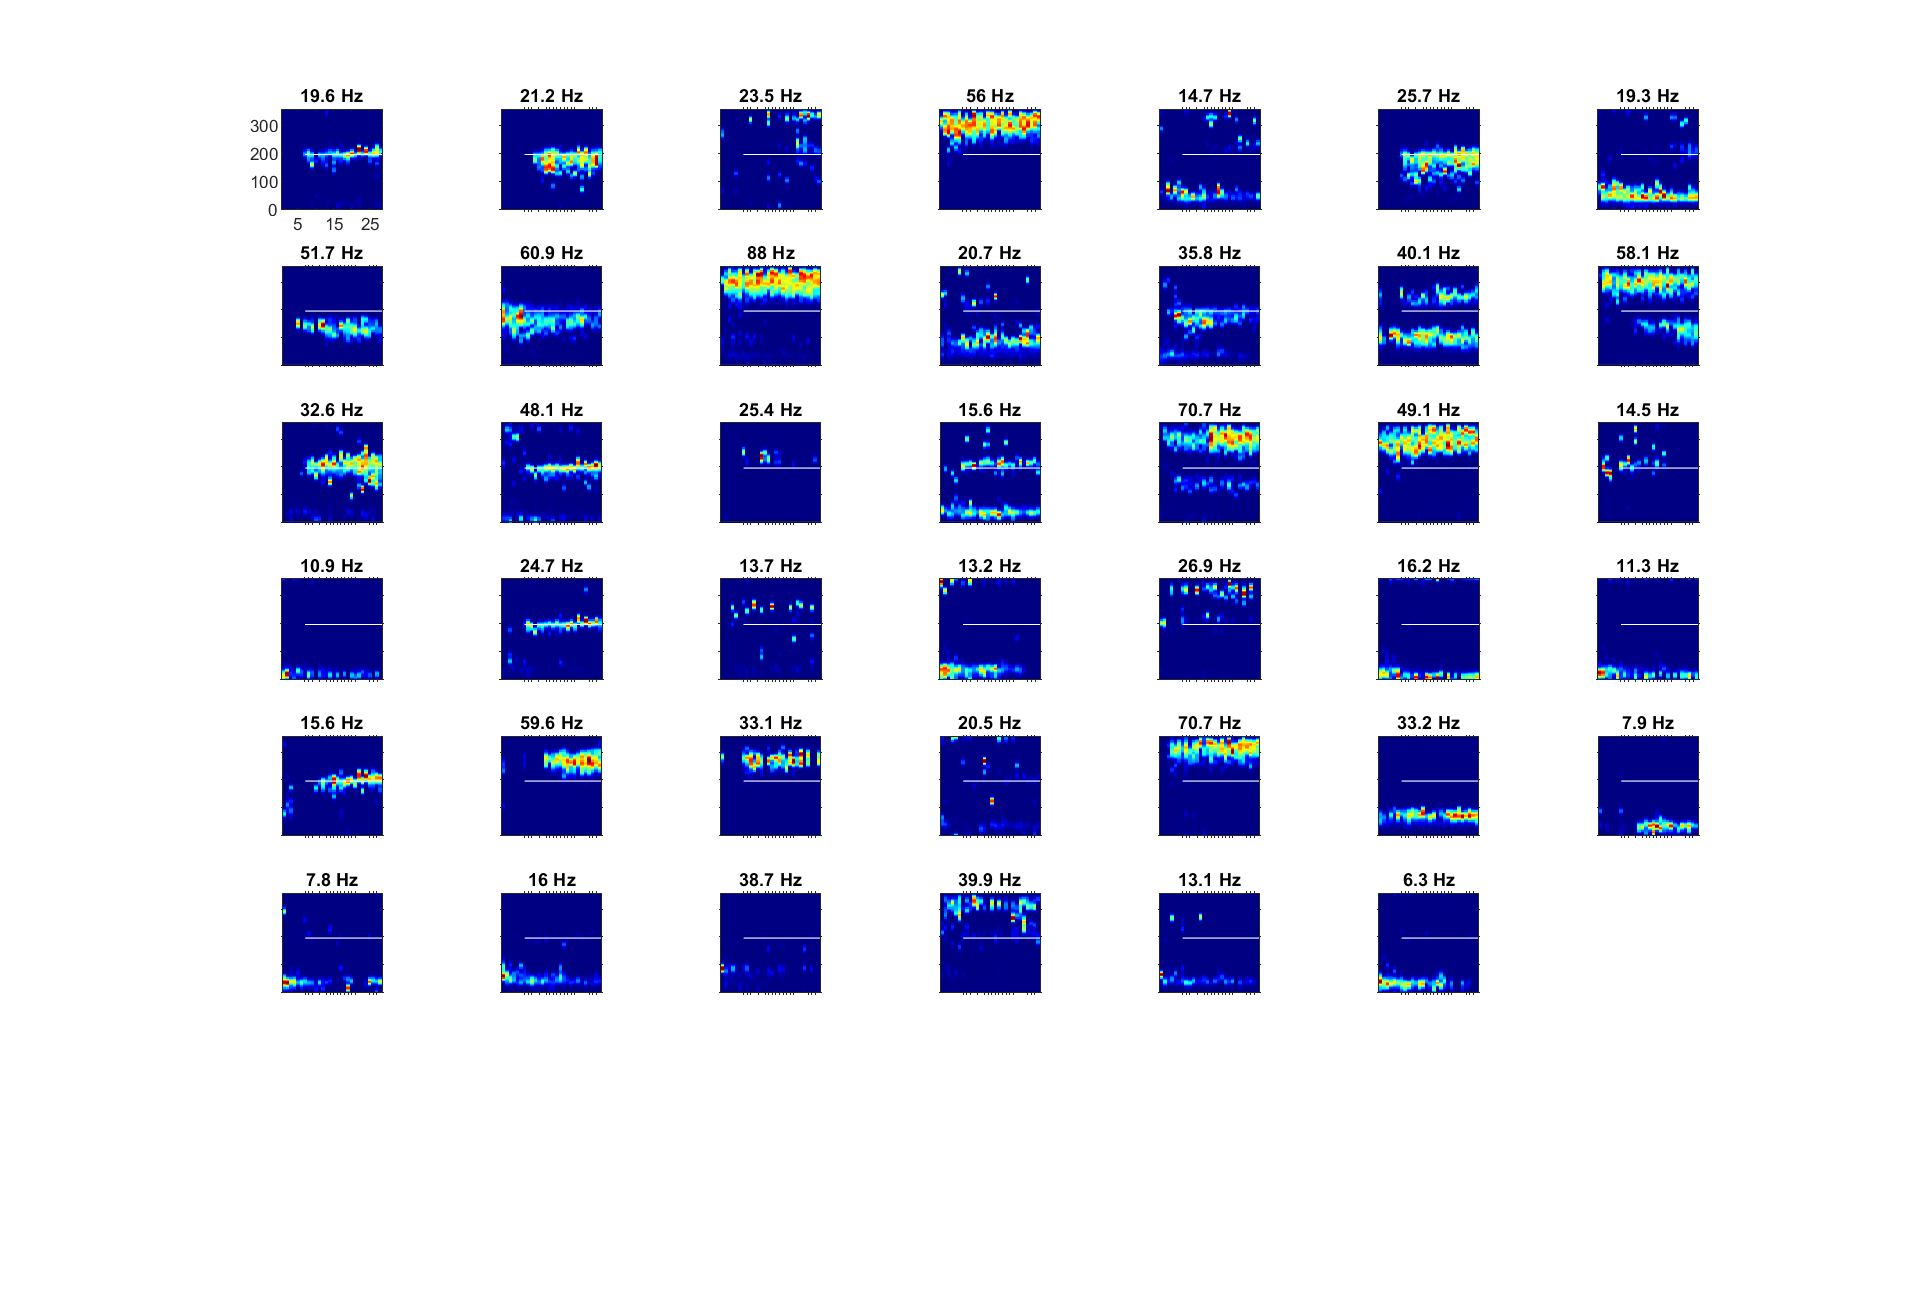 19.6 Hz 21.2 Hz 23.5 Hz 56 Hz 14.7 Hz 25.7 Hz 19.3 Hz
300
200
100
0
5 15 25
51.7 Hz 60.9 Hz 88 Hz 20.7 Hz 35.8 Hz 40.1 Hz 58.1 Hz
32.6 Hz 48.1 Hz 25.4 Hz 15.6 Hz 70.7 Hz 49.1 Hz 14.5 Hz
10.9 Hz 24.7 Hz 13.7 Hz 13.2 Hz 26.9 Hz 16.2 Hz 11.3 Hz
15.6 Hz 59.6 Hz 33.1 Hz 20.5 Hz 70.7 Hz 33.2 Hz 7.9 Hz
7.8 Hz 16 Hz 38.7 Hz 39.9 Hz 13.1 Hz 6.3 Hz